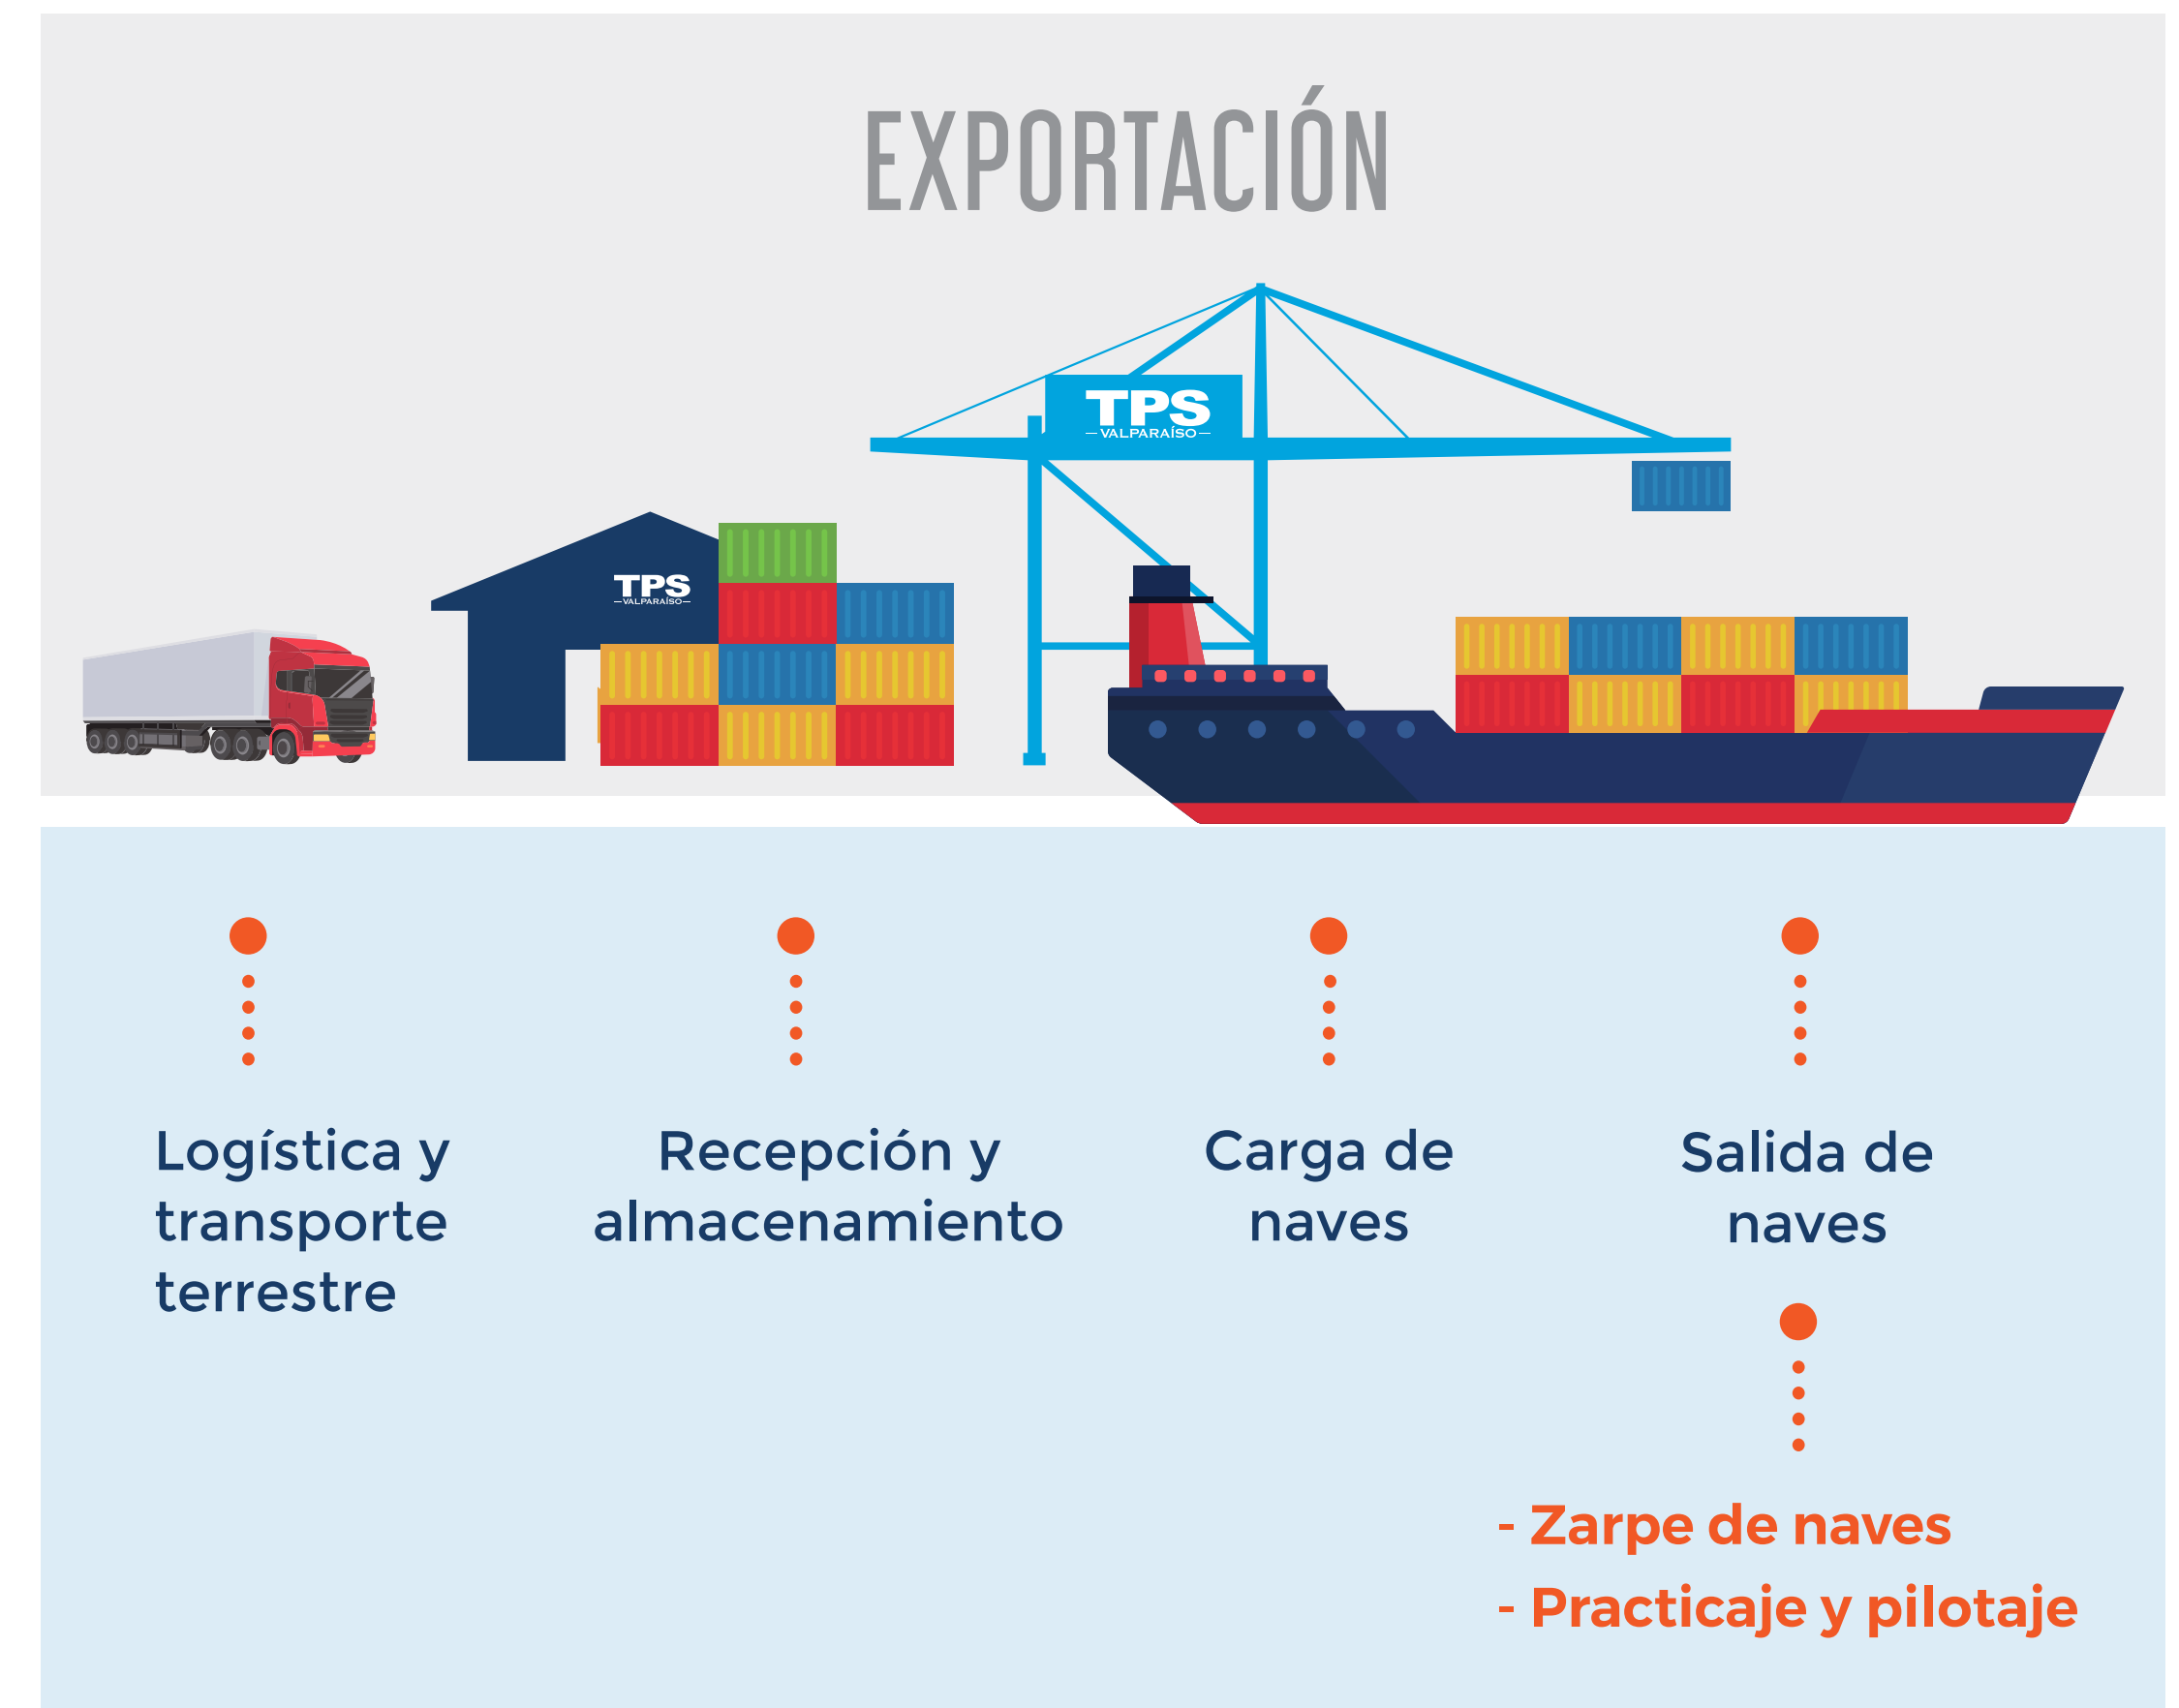 EXPORTACIÓN
TPS
VALPARAÍSO
TPS
VALPARAÍSO
Logística y
transporte
terrestre
Recepción y
almacenamiento
Carga de
naves
Salida de
naves
- Zarpe de naves
- Practicaje y pilotaje